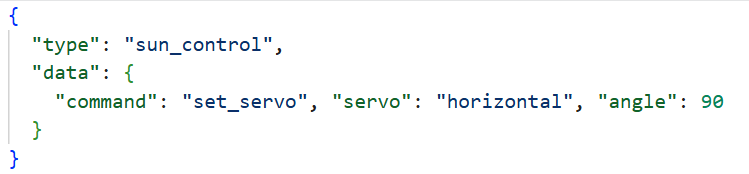 {
  "type": "sun_control",
  "data": {
    "command": "set_servo", "servo": "horizontal", "angle": 90
  }
}